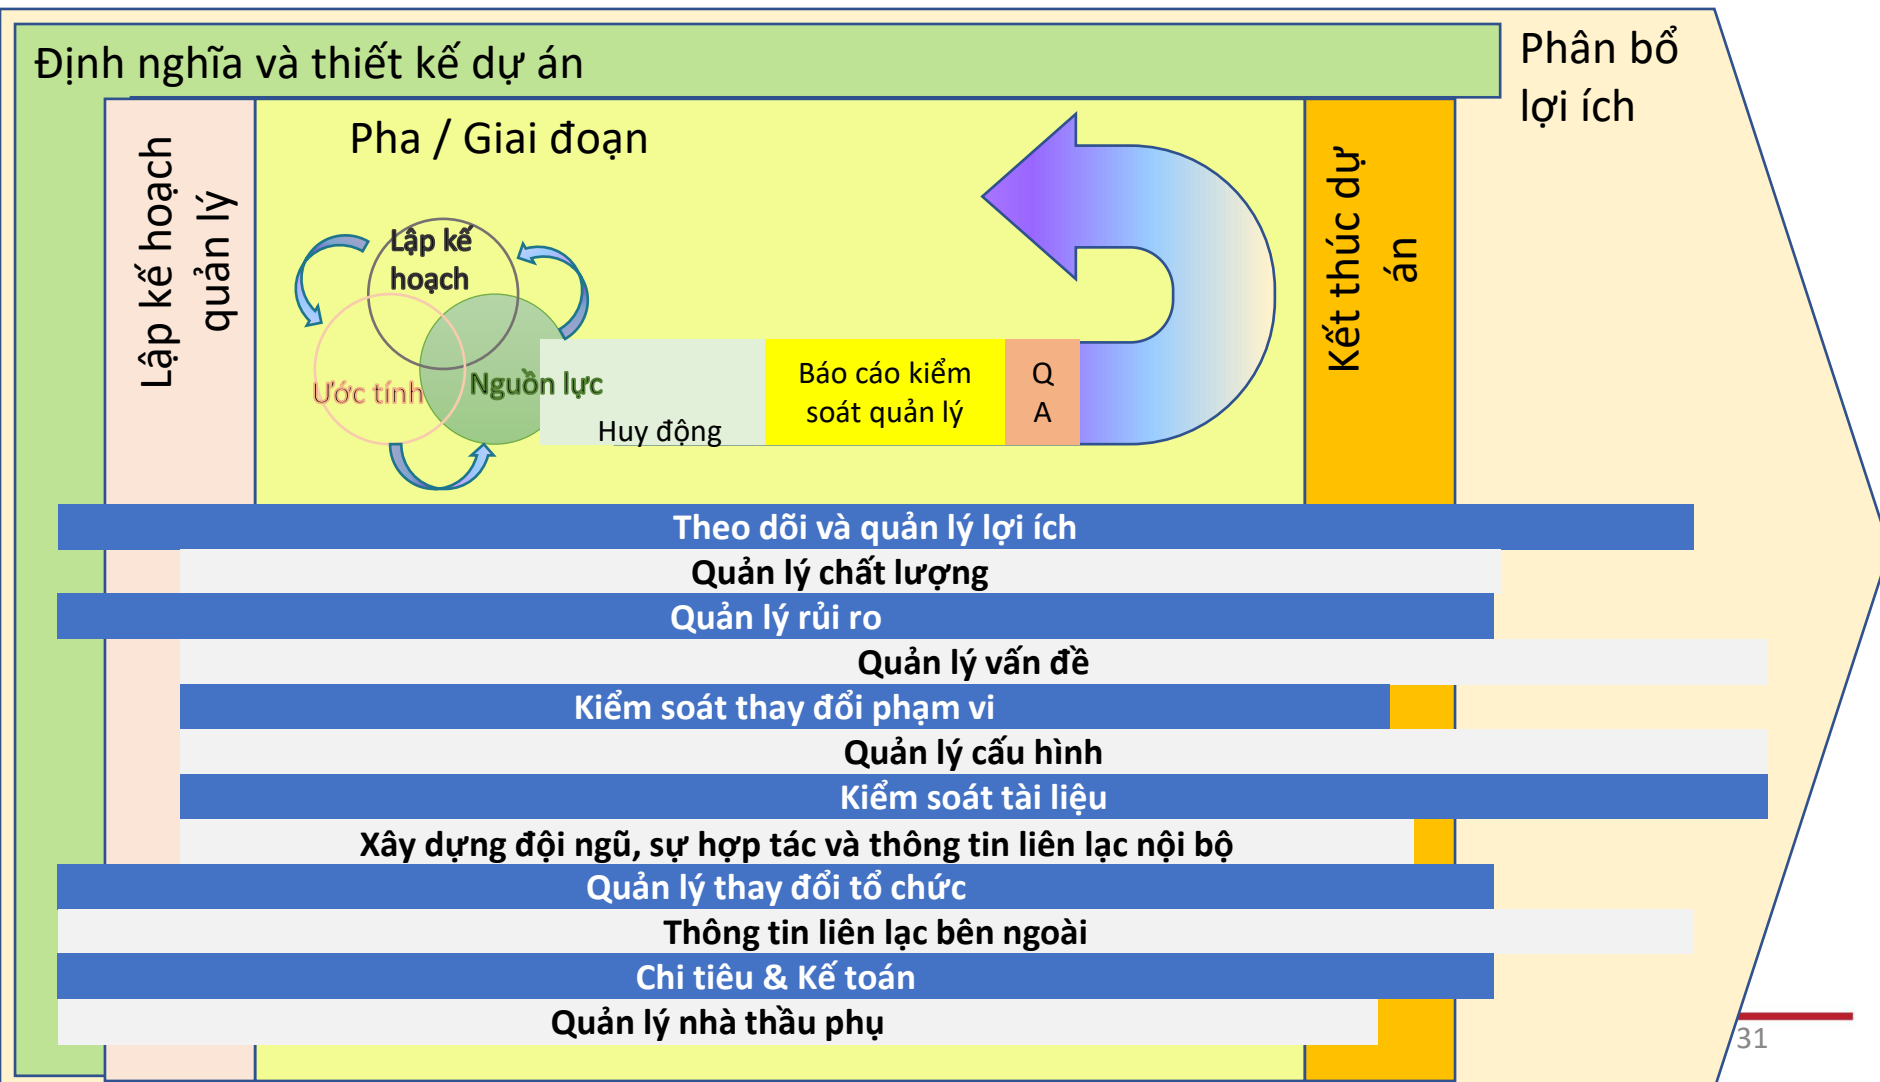 Định nghĩa và thiết kế dự án
Phân bổ
lợi ích
Lập kế hoạch
quản lý
Pha / Giai đoạn
Lập kế
hoạch
Ước tính
Nguồn lực
Huy động
Báo cáo kiểm
soát quản lý
Q
A
Kết thúc dự
án
Theo dõi và quản lý lợi ích
Quản lý chất lượng
Quản lý rủi ro
Quản lý vấn đề
Kiểm soát thay đổi phạm vi
Quản lý cấu hình
Kiểm soát tài liệu
Xây dựng đội ngũ, sự hợp tác và thông tin liên lạc nội bộ
Quản lý thay đổi tổ chức
Thông tin liên lạc bên ngoài
Chi tiêu & Kế toán
Quản lý nhà thầu phụ
31